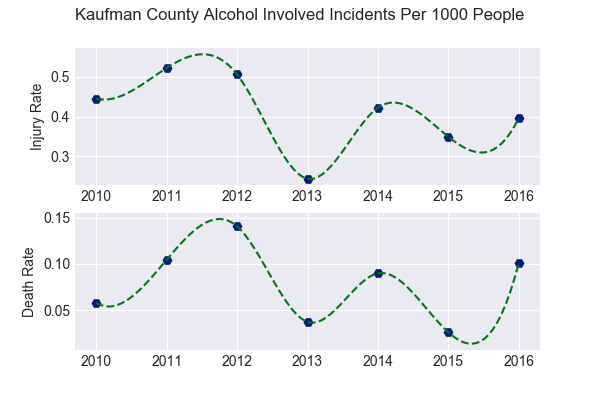 Kaufman County Alcohol Involved Incidents Per 1000 People
Injury Rate
0.5
0.4
0.3
2010 2011 2012 2013 2014 2015 2016
Death Rate
0.15
0.10
0.05
2010 2011 2012 2013 2014 2015 2016